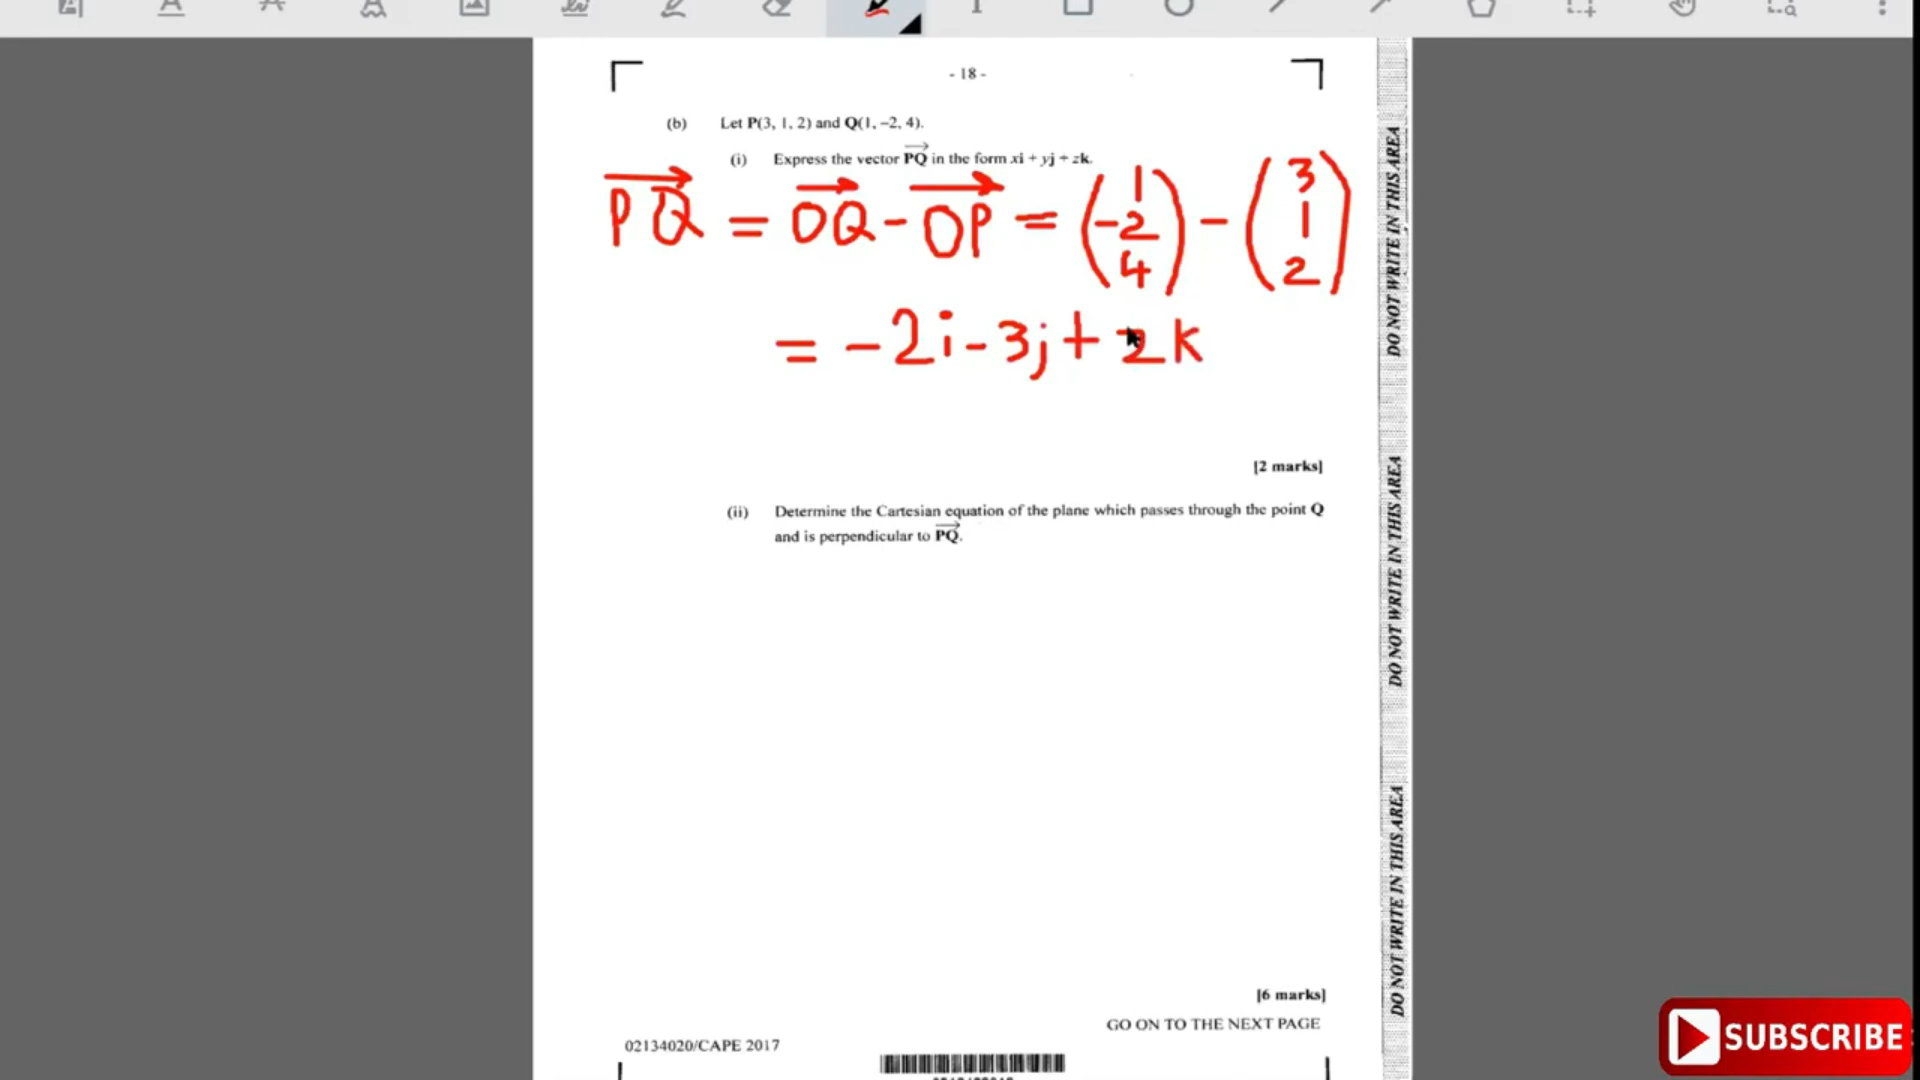 - 18 -
(b) Let P(3, 1, 2) and Q(1, –2, 4).
(i) Express the vector PQ in the form xi + yj + zk.
PQ = OQ - OP = (1 -2 4) - (3 1 2)
= -2i - 3j + 2k
[2 marks]
(ii) Determine the Cartesian equation of the plane which passes through the point Q
and is perpendicular to PQ.
[6 marks]
GO ON TO THE NEXT PAGE
02134020/CAPE 2017
DO NOT WRITE IN THIS AREA
DO NOT WRITE IN THIS AREA
DO NOT WRITE IN THIS AREA
SUBSCRIBE